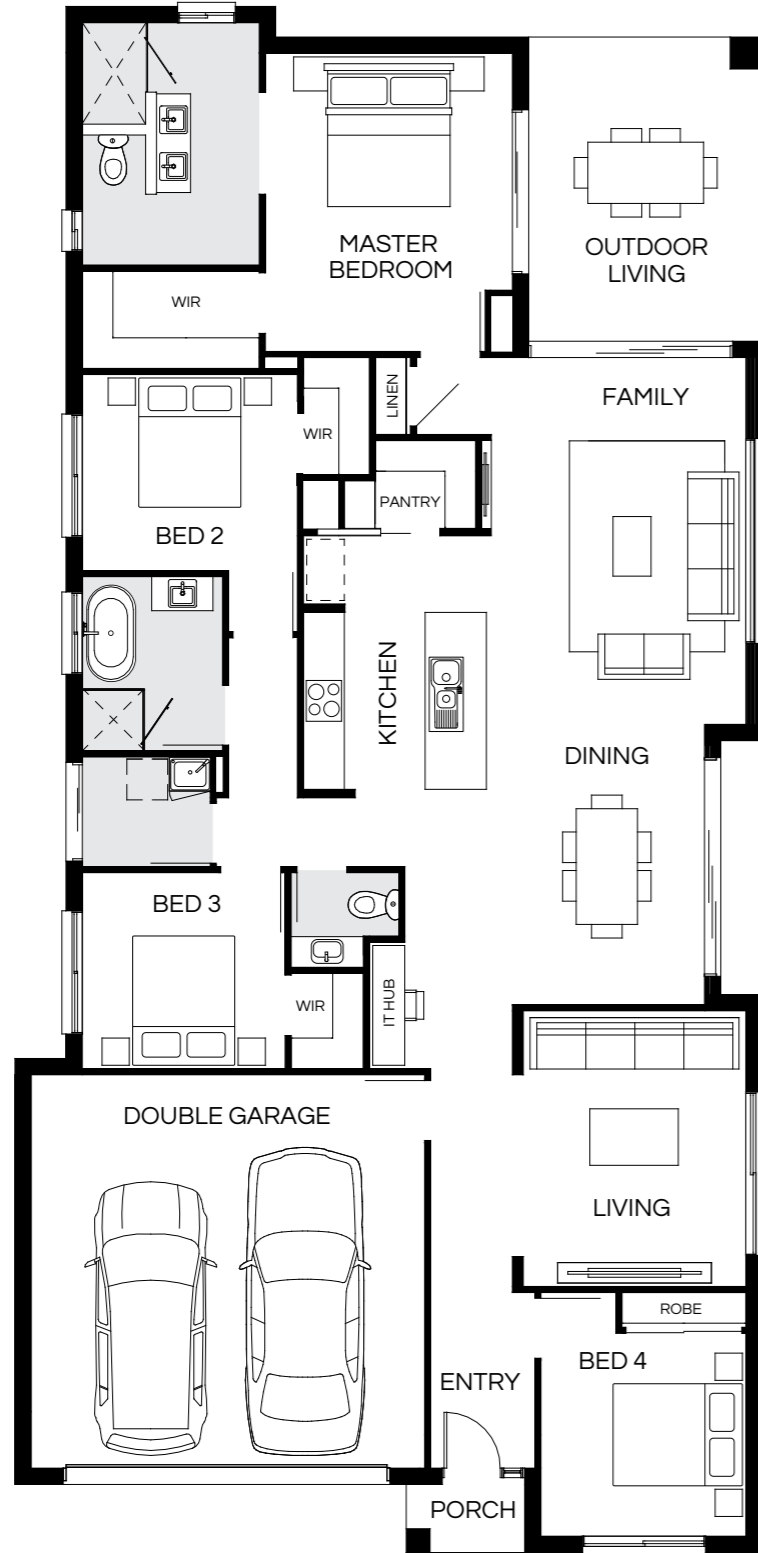 MASTER
BEDROOM
OUTDOOR
LIVING
WIR
LINEN
FAMILY
WIR
PANTRY
BED 2
KITCHEN
DINING
BED 3
IT HUB
WIR
DOUBLE GARAGE
LIVING
ROBE
BED 4
ENTRY
PORCH